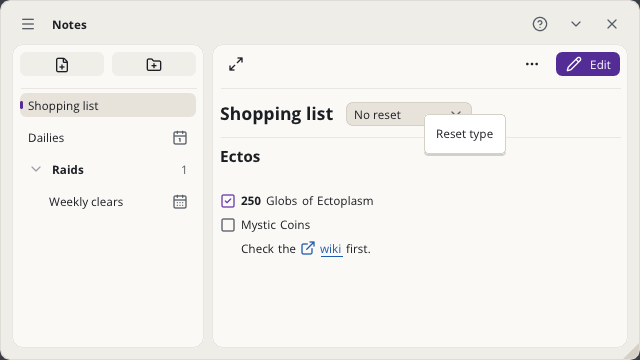 Notes
Edit
Shopping list
Dailies
Raids 1
Weekly clears
Shopping list No reset
Reset type
Ectos
250 Globs of Ectoplasm
Mystic Coins
Check the wiki first.